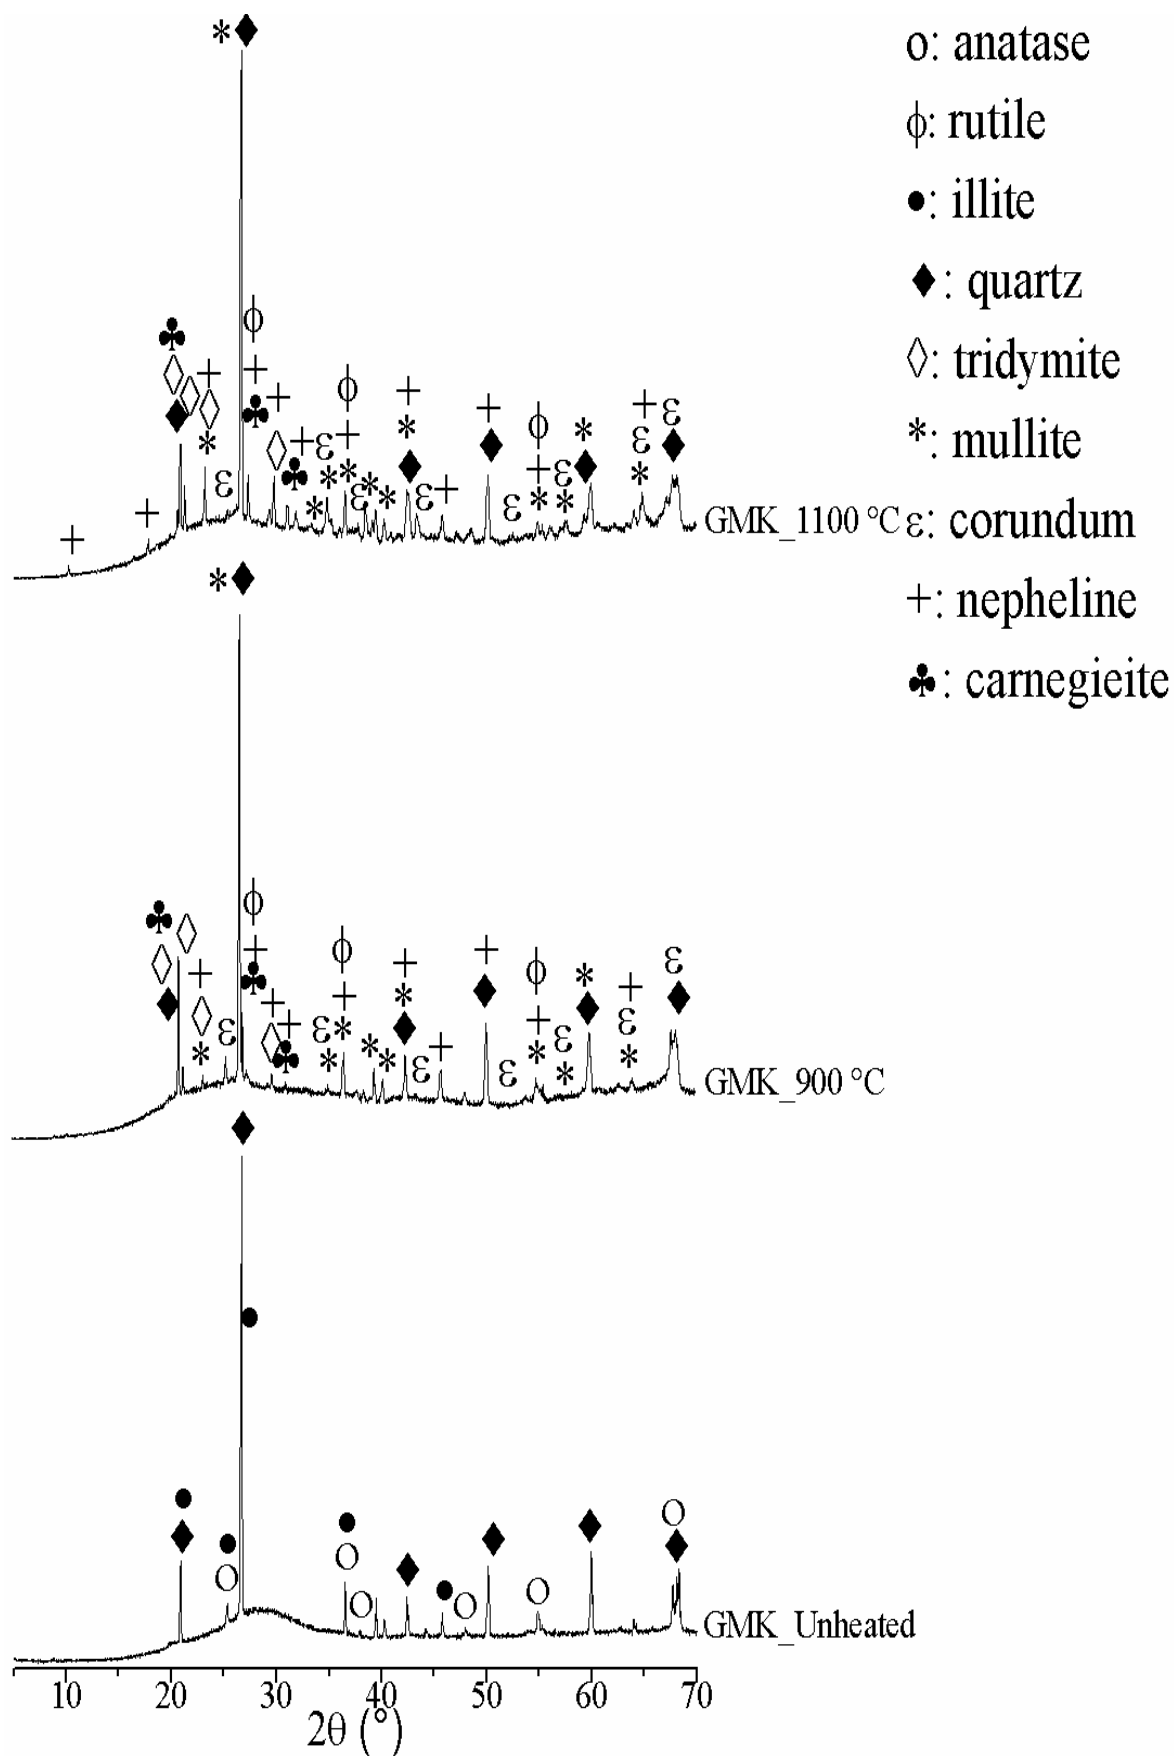 o: anatase
ϕ: rutile
●: illite
♦: quartz
◊: tridymite
*: mullite
GMK_1100 °C
ε: corundum
+: nepheline
♣: carnegieite
GMK_900 °C
GMK_Unheated
10 20 30 40 50 60 70
2θ (°)